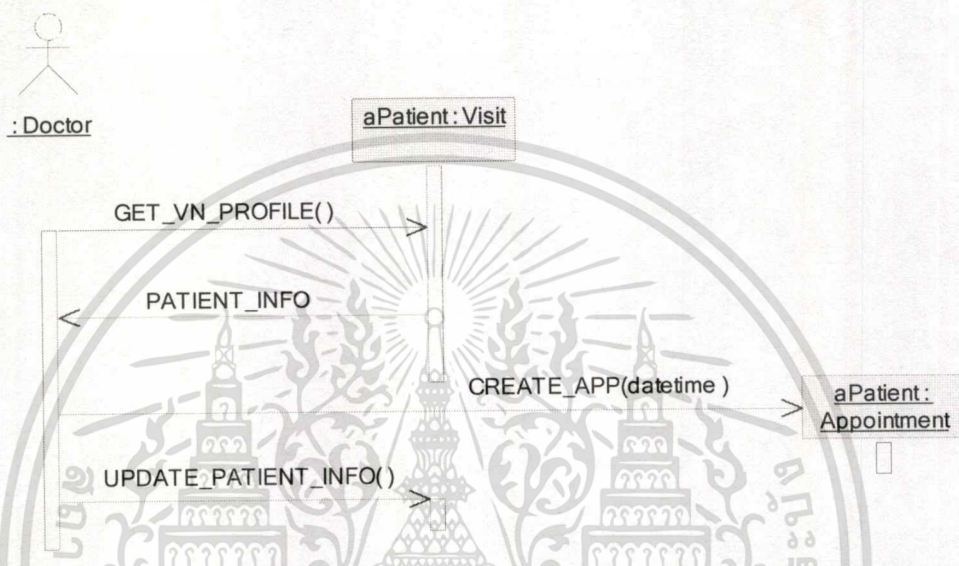 : Doctor
aPatient : Visit
GET_VN_PROFILE( )
PATIENT_INFO
CREATE_APP(datetime )
aPatient :
Appointment
UPDATE_PATIENT_INFO( )